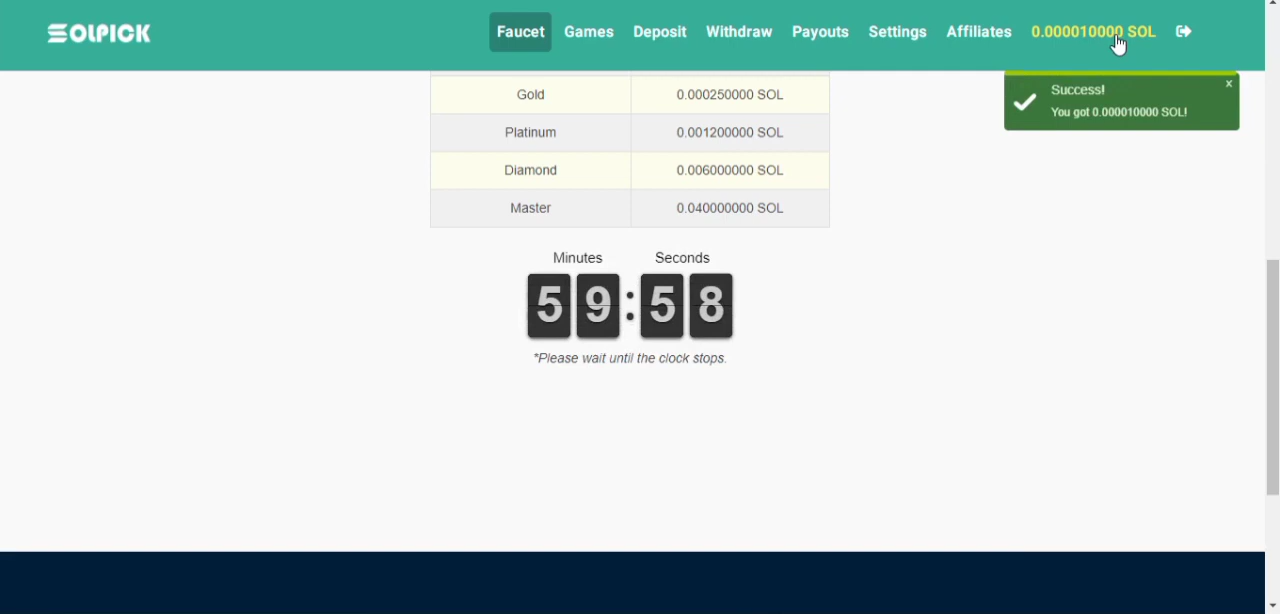 SOLPICK
Faucet Games Deposit Withdraw Payouts Settings Affiliates 0.000010000 SOL
Success! x
You got 0.000010000 SOL!
Gold 0.000250000 SOL
Platinum 0.001200000 SOL
Diamond 0.006000000 SOL
Master 0.040000000 SOL
Minutes Seconds
59:58
*Please wait until the clock stops.